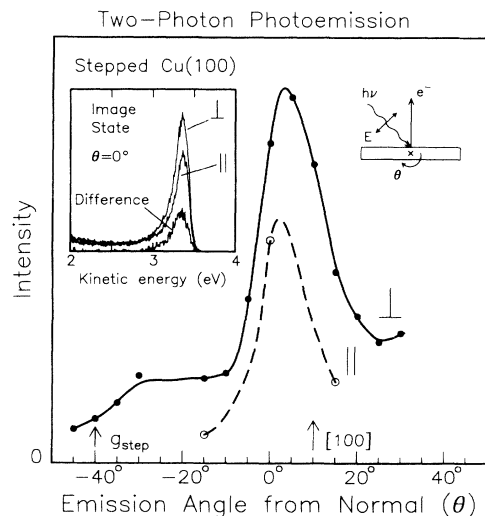 Two-Photon Photoemission
Stepped Cu(100)
Image
State
θ=0°
⊥
||
Difference
2 3 4
Kinetic energy (eV)
hν
e⁻
E
θ
Intensity
⊥
||
g_step
[100]
0
−40° −20° 0° 20° 40°
Emission Angle from Normal (θ)